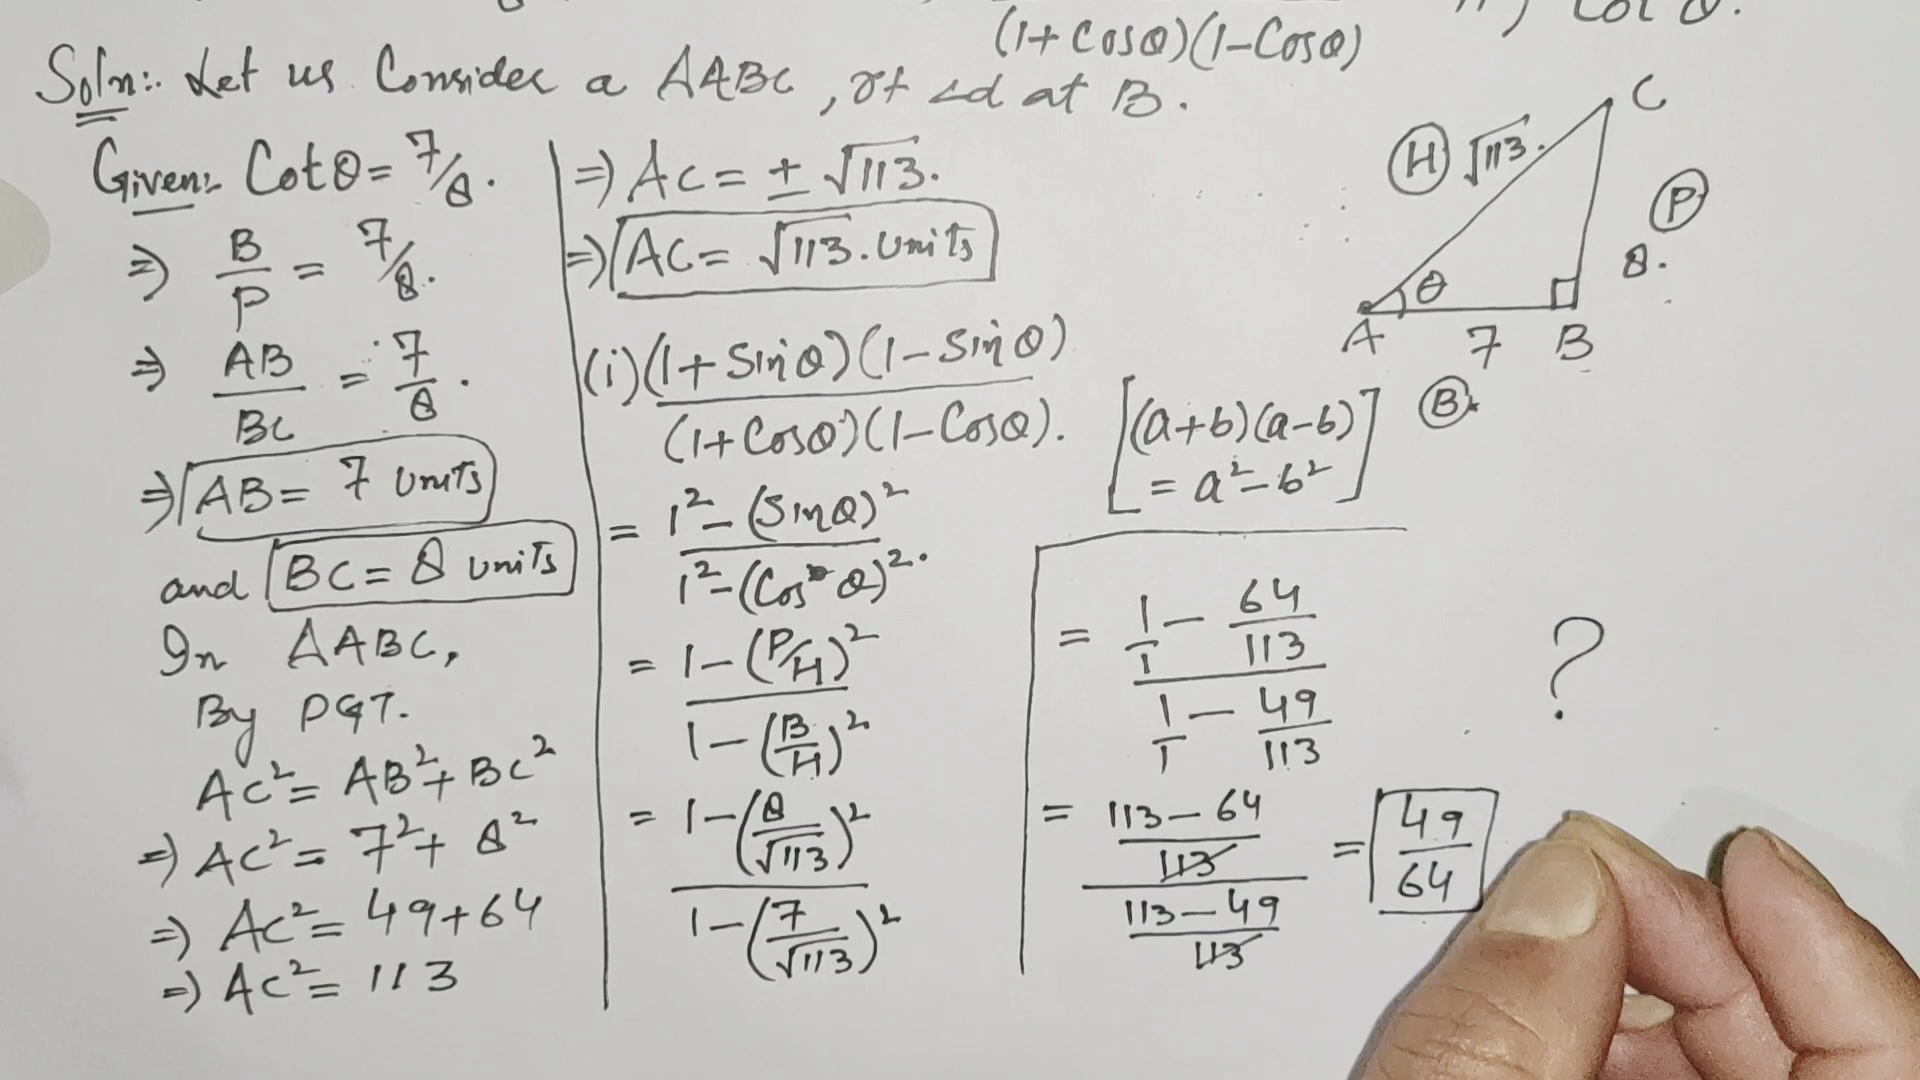 (1+Cosθ)(1-Cosθ)
Soln:. Let us Consider a ΔABC, rt ∠d at B.
Given:- Cotθ = 7/8.
⇒ B/P = 7/8.
⇒ AB/BC = 7/8.
⇒ AB = 7 units
and BC = 8 units
In ΔABC,
By PGT.
AC² = AB² + BC²
⇒ AC² = 7² + 8²
⇒ AC² = 49+64
⇒ AC² = 113
⇒ AC = ± √113.
⇒ AC = √113. units
(i) (1+Sinθ)(1-Sinθ)
(1+Cosθ)(1-Cosθ).
[(a+b)(a-b)
= a²-b²]
= 1²-(Sinθ)²
1²-(Cosθ)².
= 1-(P/H)²
1-(B/H)²
= 1-(8/√113)²
1-(7/√113)²
= 1/1 - 64/113
1/1 - 49/113
= 113-64/113
113-49/113
= 49/64
?
C
H √113.
P
8.
θ
A 7 B
B